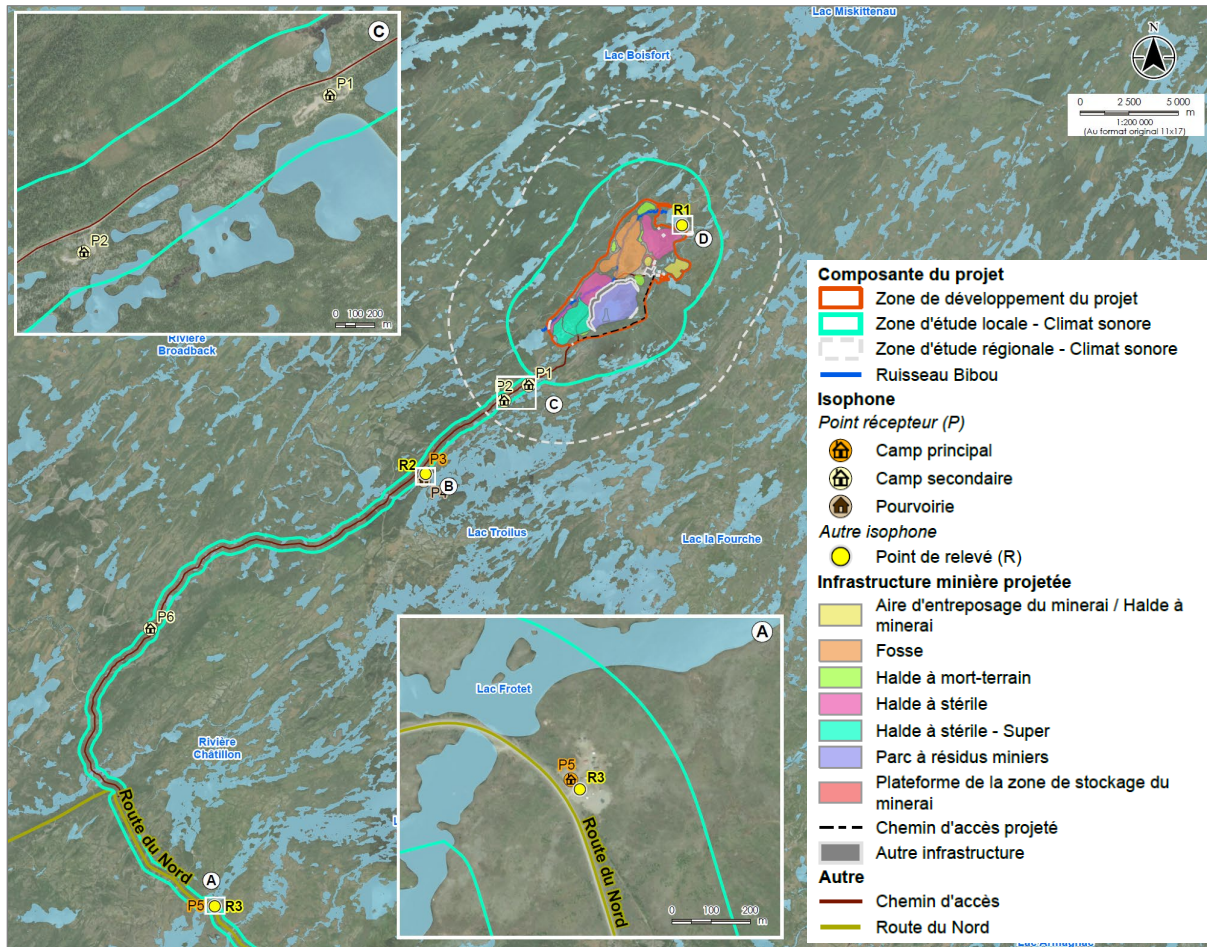 Lac Miskittenau
C
Lac Boisfort
N
P1
0 2 500 5 000
m
1:200 000
(Au format original 11x17)
R1
D
P2
0 100 200
m
Rivière
Broadback
P1
P2
C
R2
P3
B
P4
Lac Troilus
Lac la Fourche
P6
Rivière
Châtillon
Route du Nord
A
P5
R3
A
Lac Frotet
P5
R3
Route du Nord
0 100 200
m
Composante du projet
Zone de développement du projet
Zone d'étude locale - Climat sonore
Zone d'étude régionale - Climat sonore
Ruisseau Bibou
Isophone
Point récepteur (P)
Camp principal
Camp secondaire
Pourvoirie
Autre isophone
Point de relevé (R)
Infrastructure minière projetée
Aire d'entreposage du minerai / Halde à
minerai
Fosse
Halde à mort-terrain
Halde à stérile
Halde à stérile - Super
Parc à résidus miniers
Plateforme de la zone de stockage du
minerai
Chemin d'accès projeté
Autre infrastructure
Autre
Chemin d'accès
Route du Nord